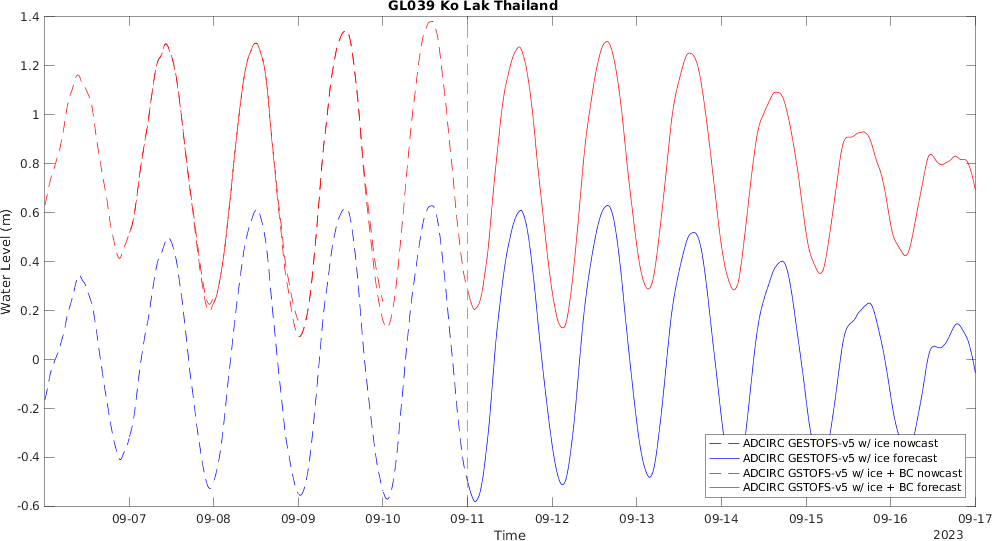 GL039 Ko Lak Thailand
1.4
1.2
1
0.8
0.6
0.4
0.2
0
-0.2
-0.4
-0.6
Water Level (m)
ADCIRC GESTOFS-v5 w/ ice nowcast
ADCIRC GESTOFS-v5 w/ ice forecast
ADCIRC GSTOFS-v5 w/ ice + BC nowcast
ADCIRC GSTOFS-v5 w/ ice + BC forecast
09-07 09-08 09-09 09-10 09-11 09-12 09-13 09-14 09-15 09-16 09-17
Time
2023